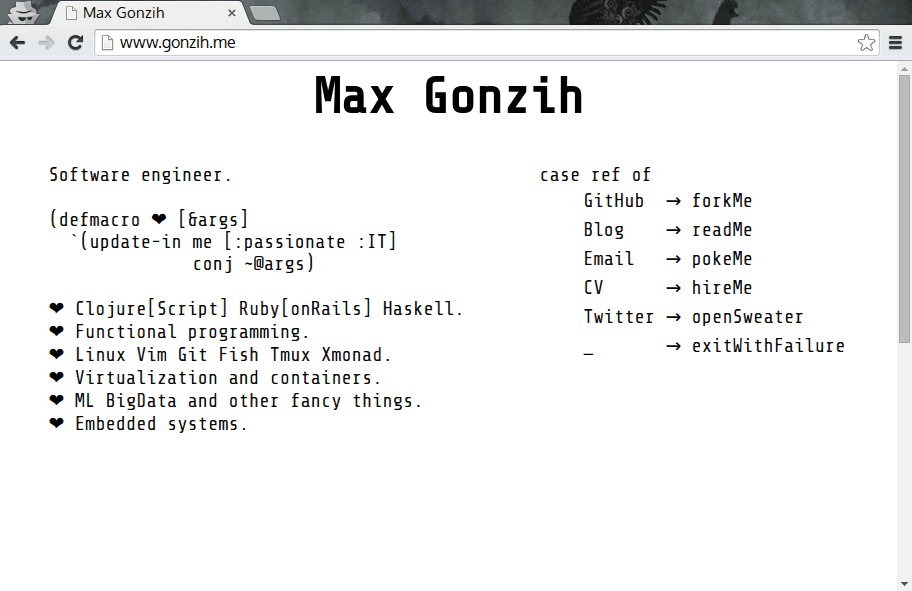 Max Gonzih
www.gonzih.me
Max Gonzih
Software engineer.
(defmacro ❤ [&args]
`(update-in me [:passionate :IT]
conj ~@args)
❤ Clojure[Script] Ruby[onRails] Haskell.
❤ Functional programming.
❤ Linux Vim Git Fish Tmux Xmonad.
❤ Virtualization and containers.
❤ ML BigData and other fancy things.
❤ Embedded systems.
case ref of
GitHub → forkMe
Blog → readMe
Email → pokeMe
CV → hireMe
Twitter → openSweater
_ → exitWithFailure